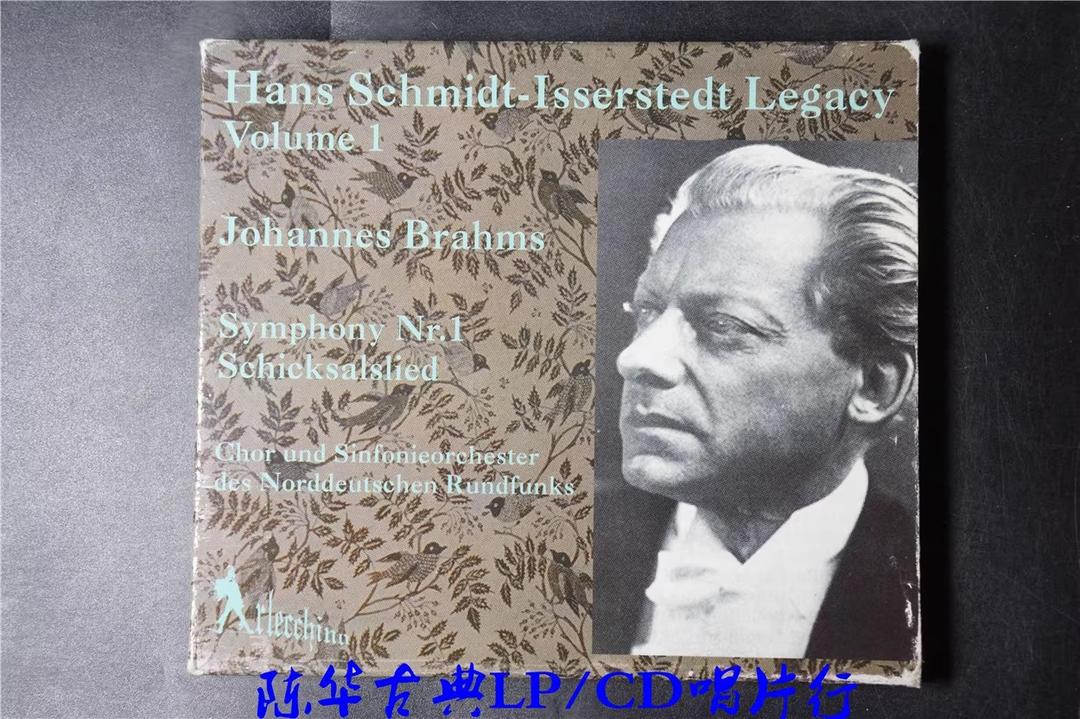 Hans Schmidt-Isserstedt Legacy
Volume 1
Johannes Brahms
Symphony Nr.1
Schicksalslied
Chor und Sinfonieorchester
des Norddeutschen Rundfunks
Arlecchino
陈华古典LP/CD唱片行